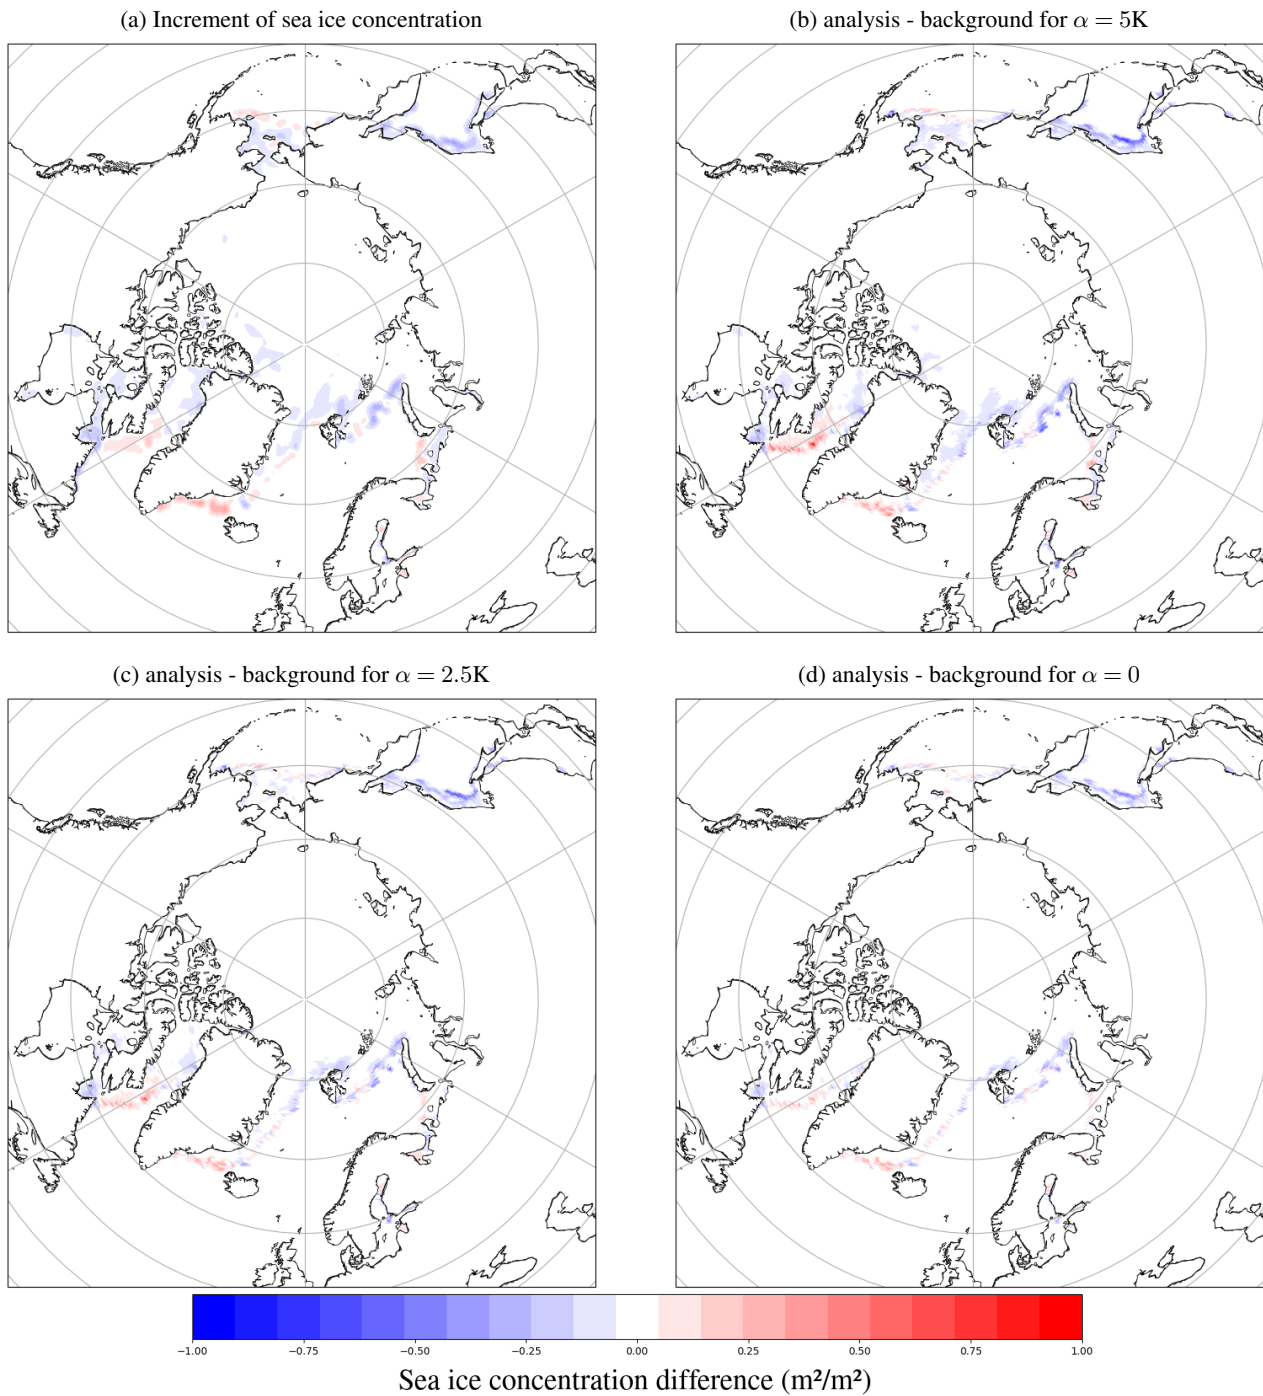 (a) Increment of sea ice concentration
(b) analysis - background for α = 5K
(c) analysis - background for α = 2.5K
(d) analysis - background for α = 0
−1.00 −0.75 −0.50 −0.25 0.00 0.25 0.50 0.75 1.00
Sea ice concentration difference (m²/m²)